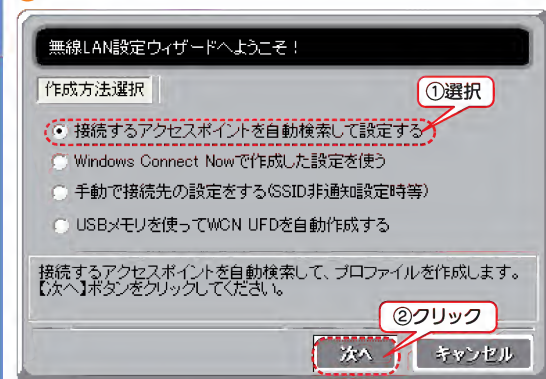 無線LAN設定ウィザードへようこそ！
作成方法選択
①選択
接続するアクセスポイントを自動検索して設定する
Windows Connect Nowで作成した設定を使う
手動で接続先の設定をする(SSID非通知設定時等)
USBメモリを使ってWCN UFDを自動作成する
接続するアクセスポイントを自動検索して、プロファイルを作成します。
【次へ】ボタンをクリックしてください。
②クリック
次へ
キャンセル